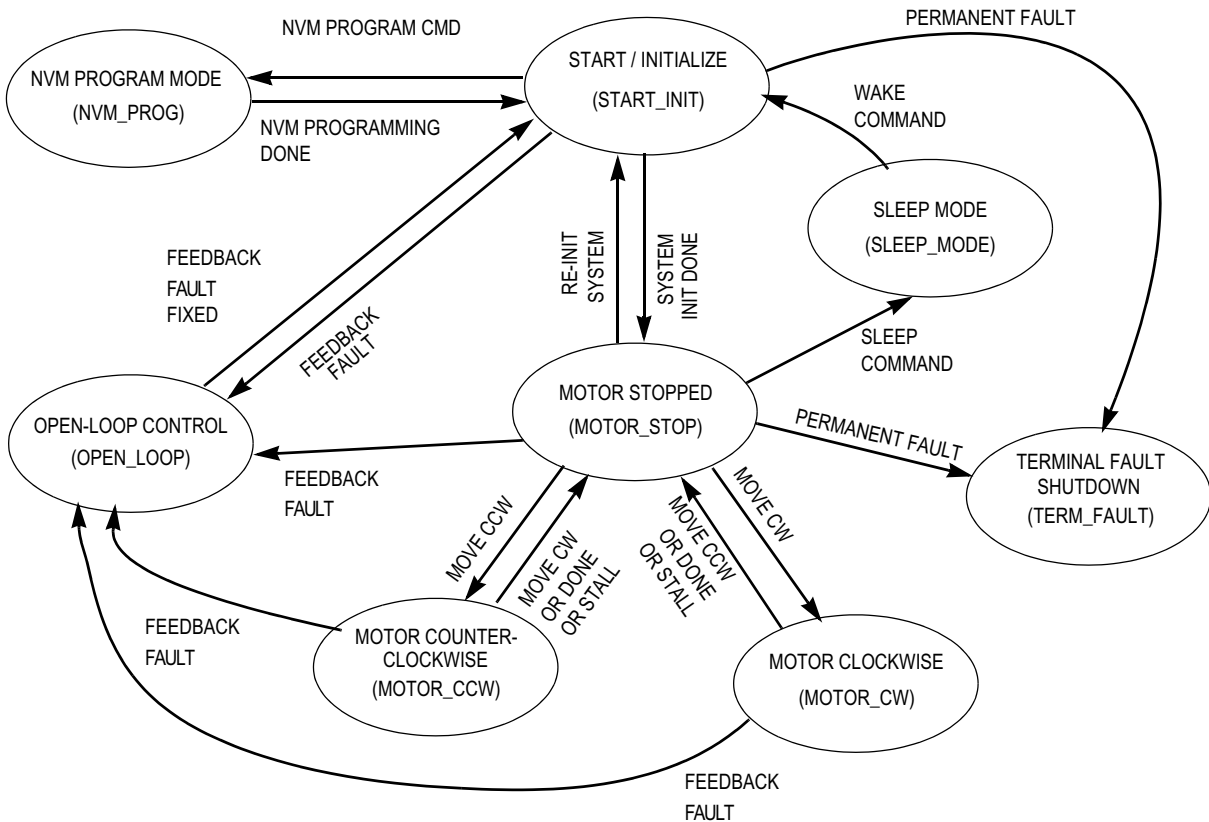 PERMANENT FAULT
NVM PROGRAM CMD
START / INITIALIZE
(START_INIT)
NVM PROGRAM MODE
(NVM_PROG)
WAKE
COMMAND
NVM PROGRAMMING
DONE
SLEEP MODE
(SLEEP_MODE)
FEEDBACK
FAULT
FIXED
RE-INIT
SYSTEM
SYSTEM
INIT DONE
FEEDBACK
FAULT
SLEEP
COMMAND
MOTOR STOPPED
(MOTOR_STOP)
OPEN-LOOP CONTROL
(OPEN_LOOP)
PERMANENT FAULT
TERMINAL FAULT
SHUTDOWN
(TERM_FAULT)
FEEDBACK
FAULT
MOVE CCW
MOVE CW
OR DONE
OR STALL
MOVE CCW
OR DONE
OR STALL
MOVE CW
FEEDBACK
FAULT
MOTOR COUNTER-
CLOCKWISE
(MOTOR_CCW)
MOTOR CLOCKWISE
(MOTOR_CW)
FEEDBACK
FAULT